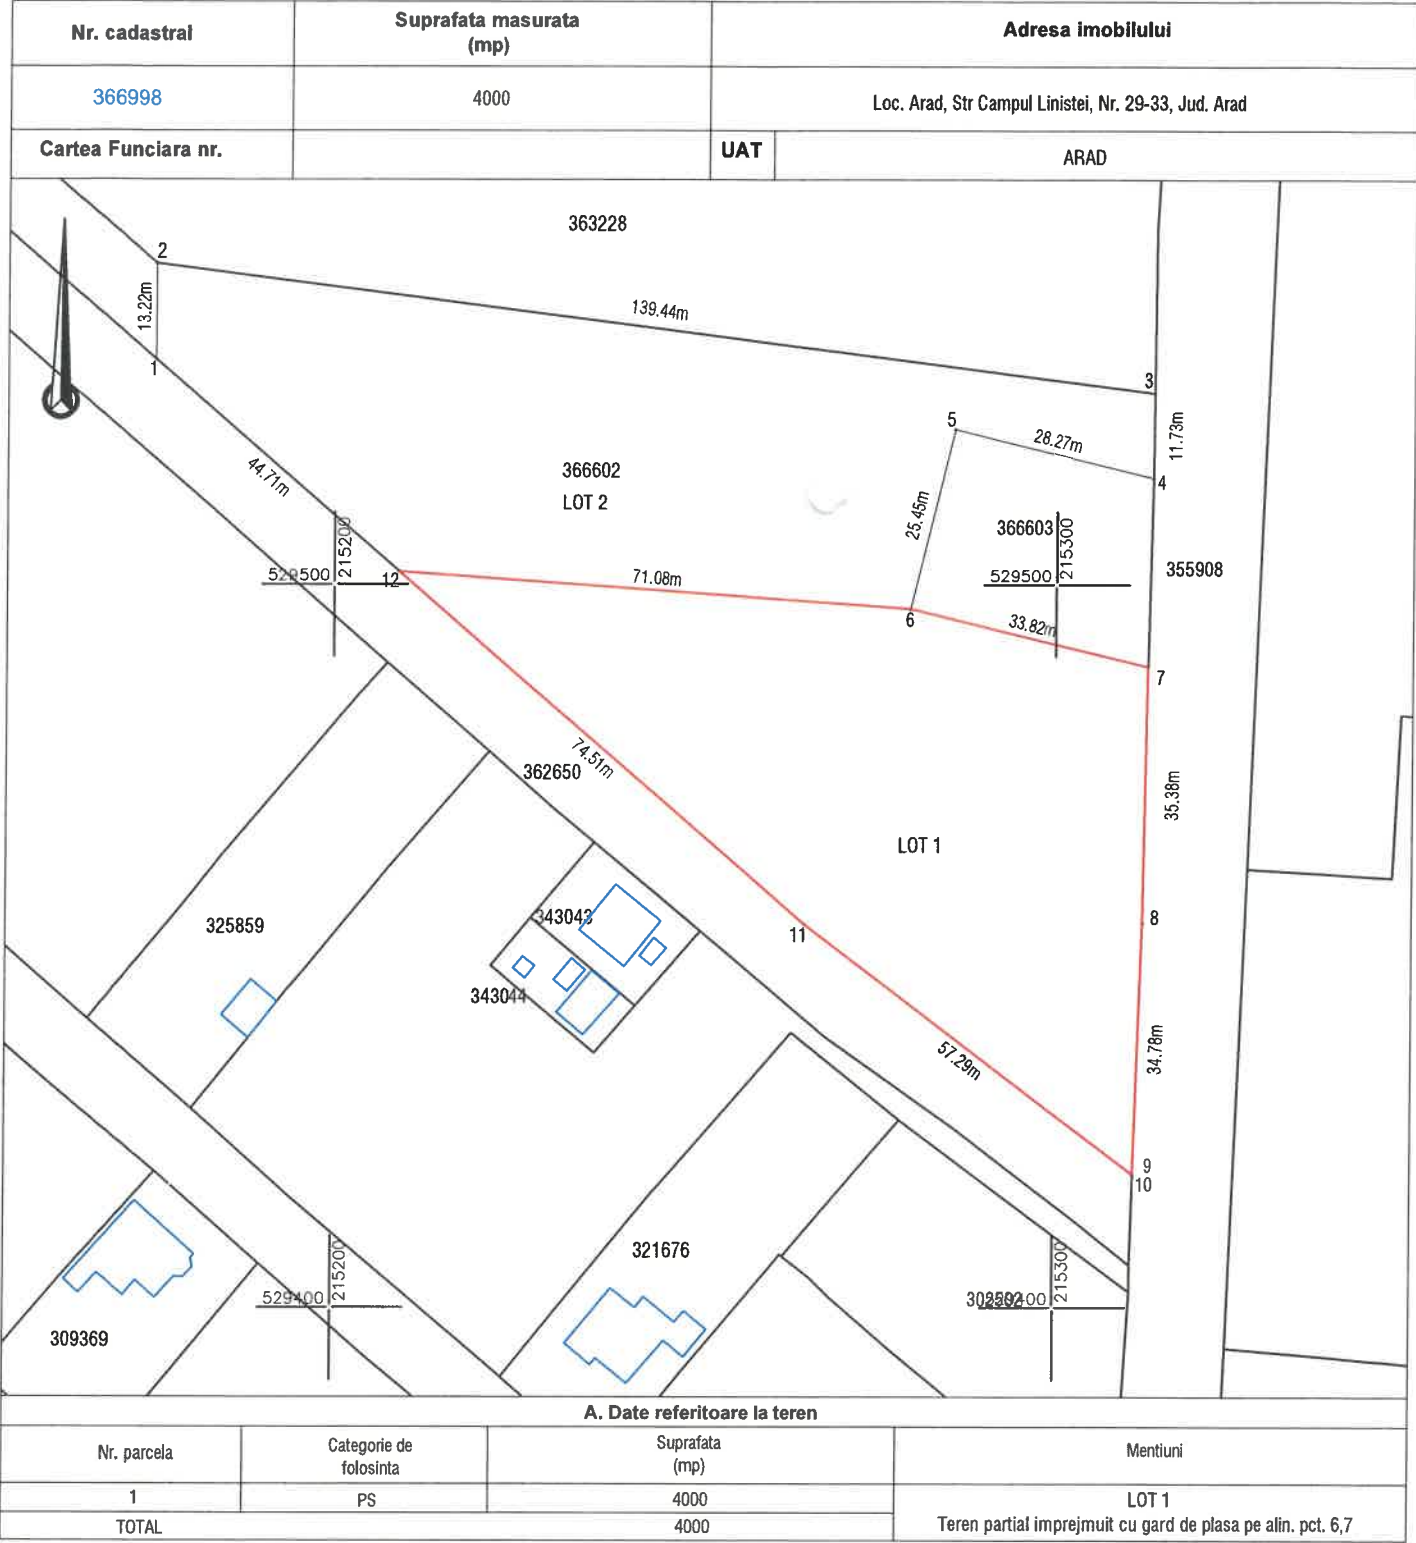 Nr. cadastral
Suprafata masurata
(mp)
Adresa imobilului
366998
4000
Loc. Arad, Str Campul Linistei, Nr. 29-33, Jud. Arad
Cartea Funciara nr.
UAT
ARAD
363228
2
13.22m
139.44m
1
3
11.73m
5
28.27m
4
44.71m
366602
LOT 2
25.45m
366603
215200
215300
529500
12
71.08m
529500
355908
6
33.82m
7
74.51m
362650
35.38m
LOT 1
325859
343043
11
8
343044
57.29m
34.78m
9
10
321676
215200
215300
529400
302502
309369
A. Date referitoare la teren
Nr. parcela
Categorie de
folosinta
Suprafata
(mp)
Mentiuni
1
PS
4000
LOT 1
TOTAL
4000
Teren partial imprejmuit cu gard de plasa pe alin. pct. 6,7